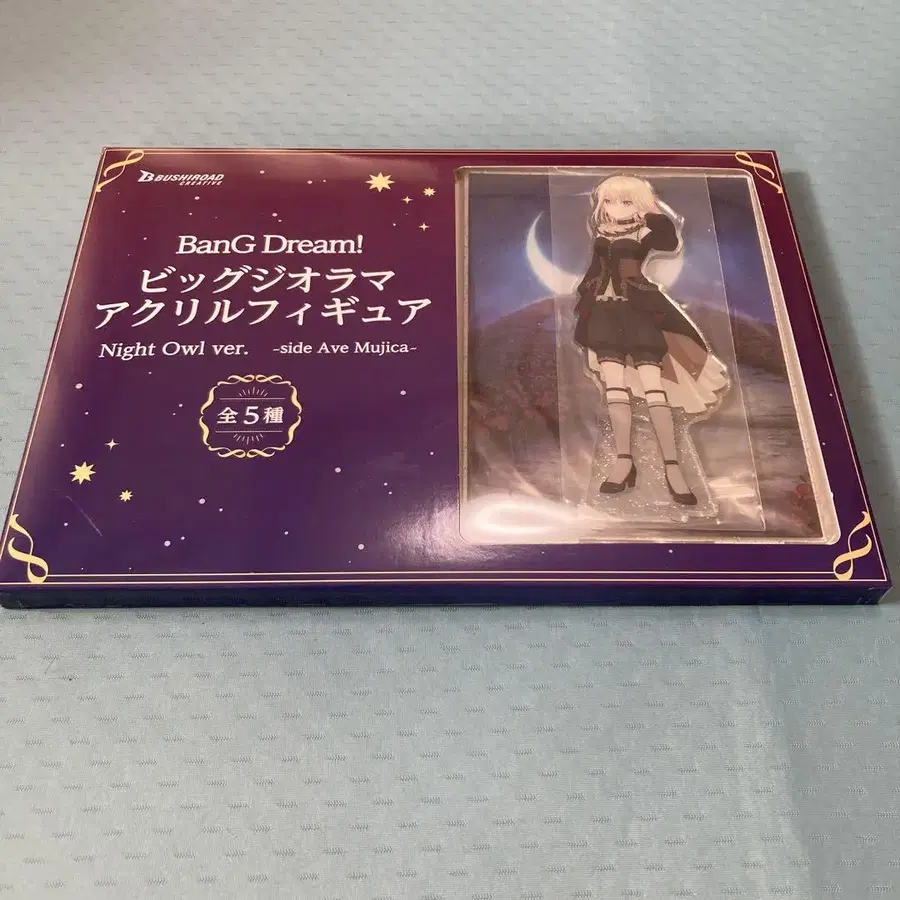 BUSHIROAD
CREATIVE
BanG Dream!
ビッグジオラマ
アクリルフィギュア
Night Owl ver. -side Ave Mujica-
全5種